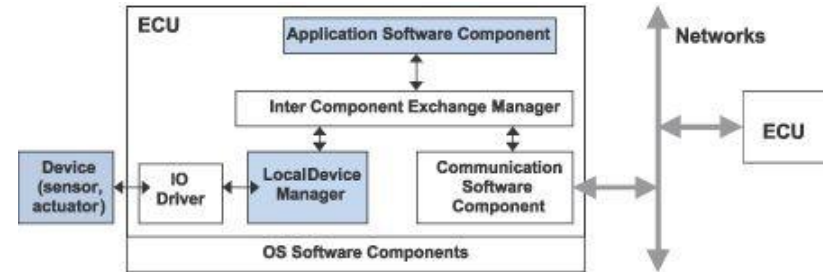 ECU
Application Software Component
Networks
Inter Component Exchange Manager
ECU
Device
(sensor,
actuator)
IO
Driver
LocalDevice
Manager
Communication
Software
Component
OS Software Components